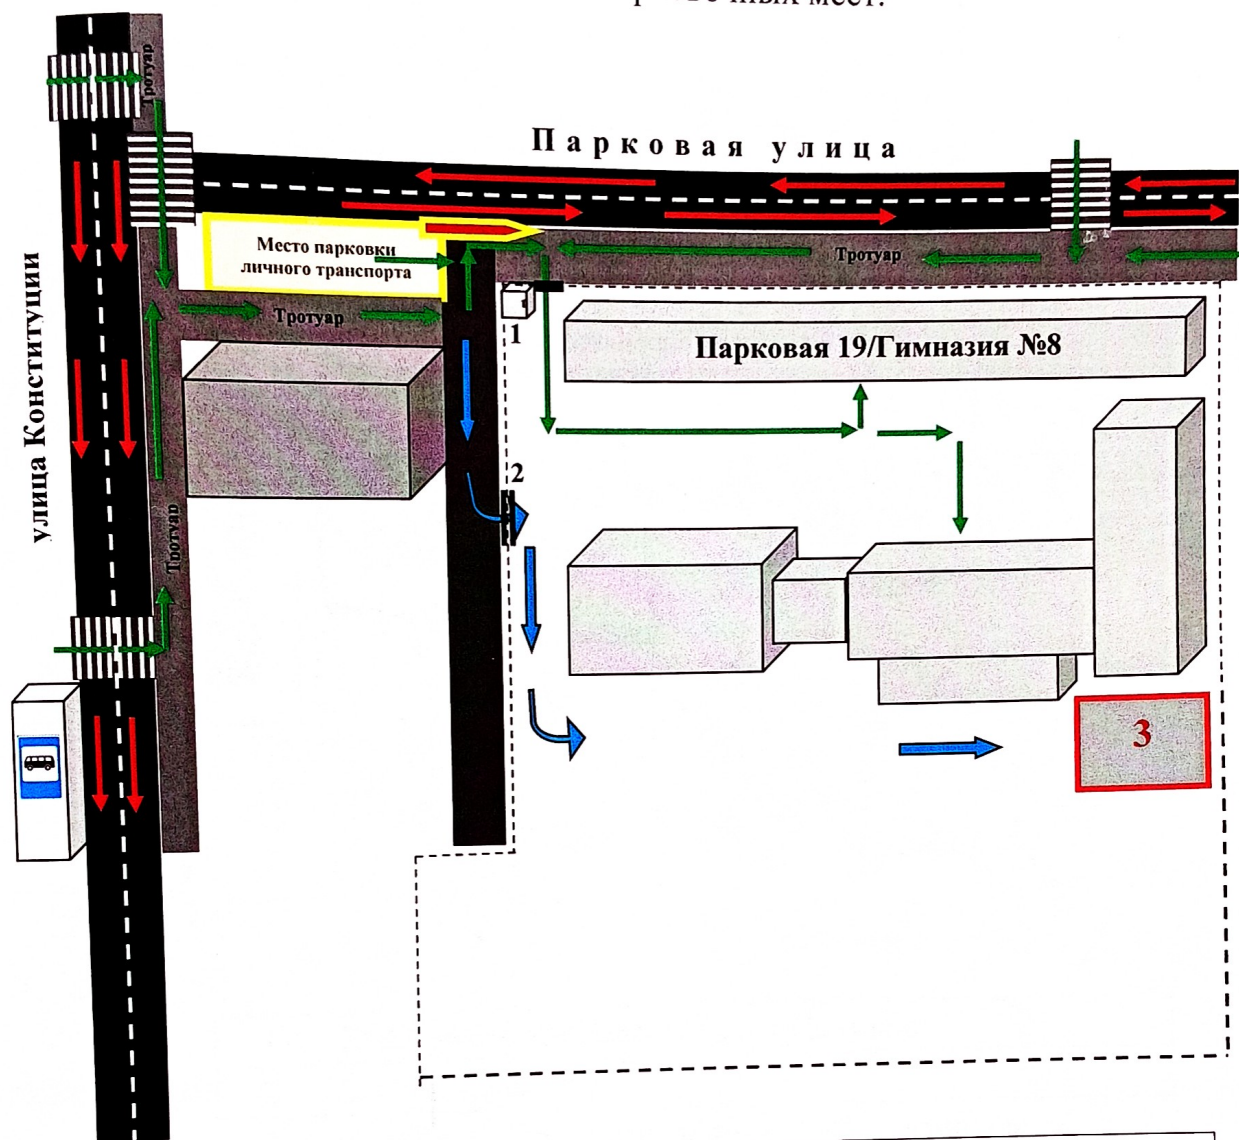 мест.
Тротуар
Парковая улица
Место парковки
личного транспорта
Тротуар
Тротуар
1
Парковая 19/Гимназия №8
улица Конституции
2
Тротуар
3